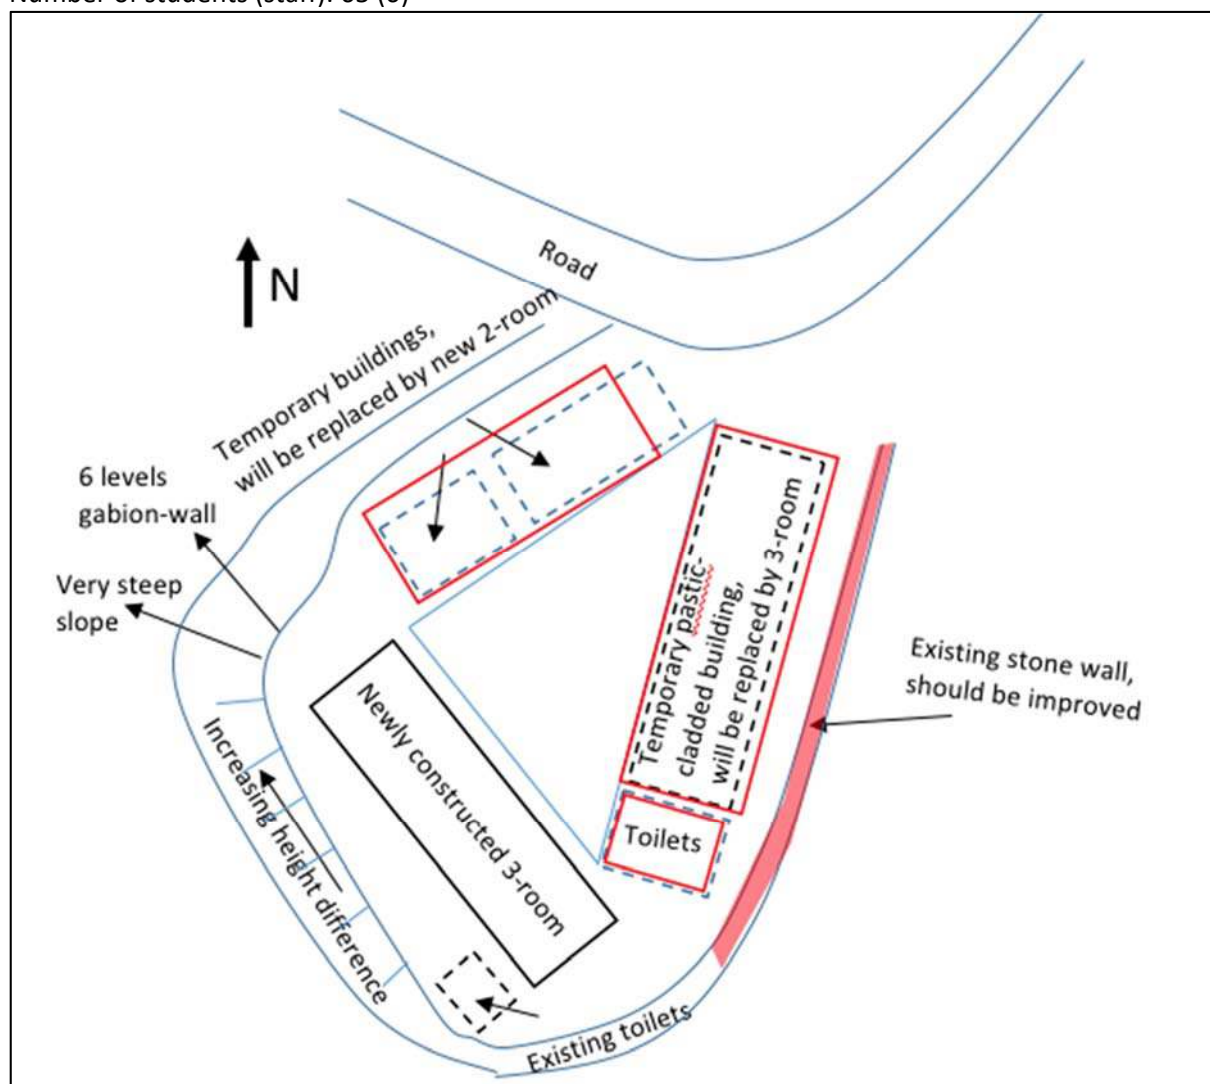 Road
N
Temporary buildings,
will be replaced by new 2-room
6 levels
gabion-wall
Very steep
slope
Temporary pastic-
cladded building,
will be replaced by 3-room
Existing stone wall,
should be improved
Newly constructed 3-room
Increasing height difference
Toilets
Existing toilets